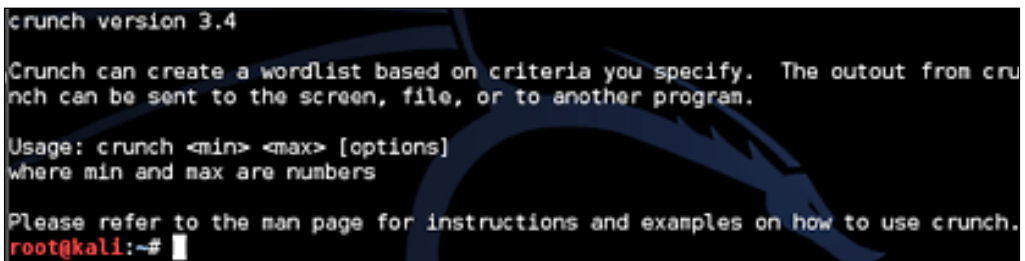 crunch version 3.4
Crunch can create a wordlist based on criteria you specify.  The outout from cru
nch can be sent to the screen, file, or to another program.
Usage: crunch <min> <max> [options]
where min and max are numbers
Please refer to the man page for instructions and examples on how to use crunch.
root@kali:~#